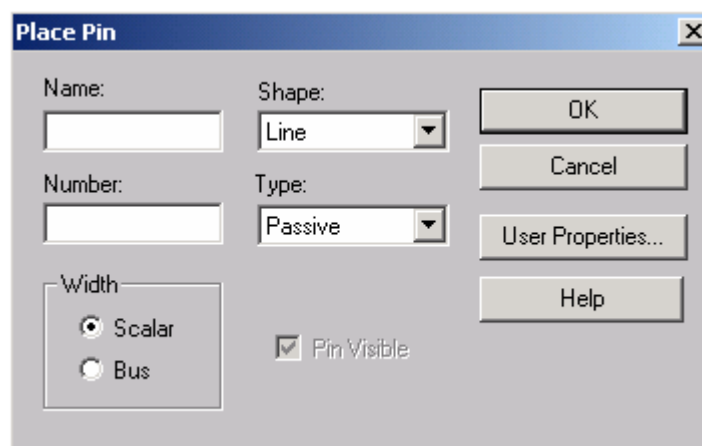 Place Pin
Name:
Shape:
Line
Number:
Type:
Passive
Width
Scalar
Bus
Pin Visible
OK
Cancel
User Properties...
Help